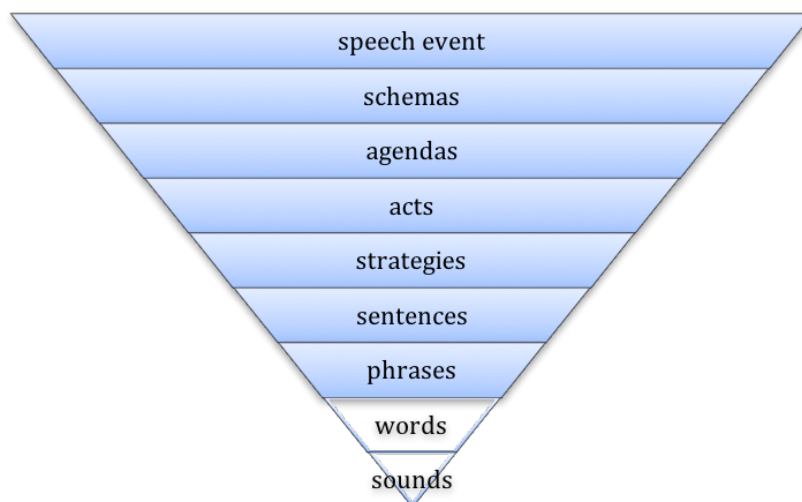 speech event
schemas
agendas
acts
strategies
sentences
phrases
words
sounds